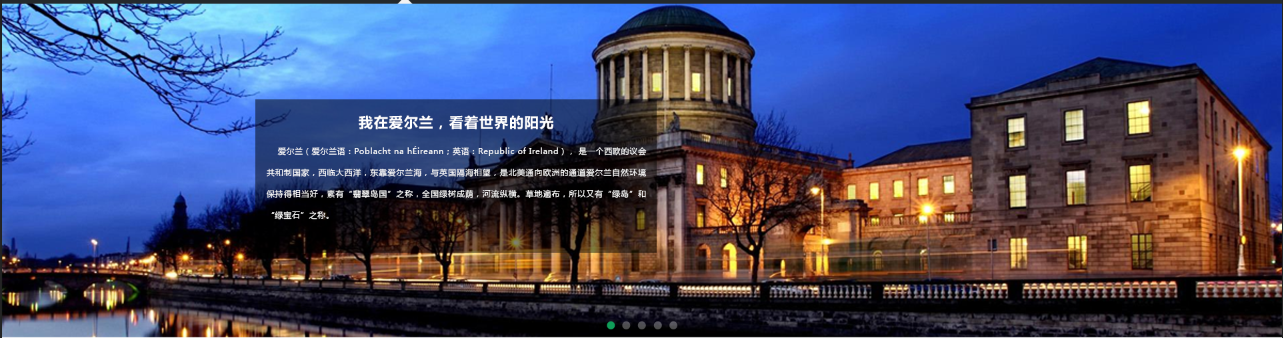 我在爱尔兰，看着世界的阳光
爱尔兰（爱尔兰语：Poblacht na hÉireann；英语：Republic of Ireland），是一个西欧的议会
共和制国家，西临大西洋，东靠爱尔兰海，与英国隔海相望，是北美通向欧洲的通道爱尔兰自然环境
保持得相当好，素有“翡翠岛国”之称，全国绿树成荫，河流纵横。草地遍布，所以又有“绿岛”和
“绿宝石”之称。